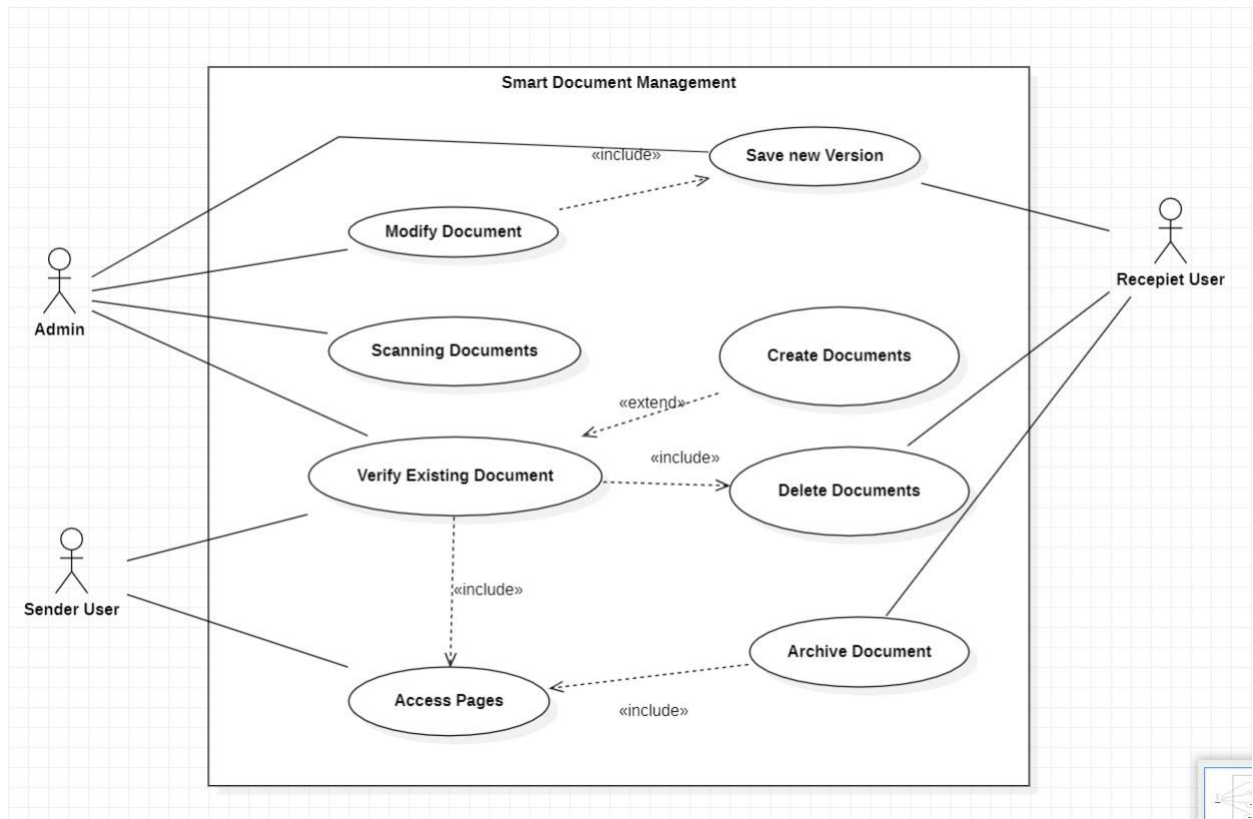 Smart Document Management
«include»
Save new Version
Modify Document
Recepiet User
Admin
Scanning Documents
Create Documents
«extend»
«include»
Verify Existing Document
Delete Documents
Sender User
«include»
Archive Document
Access Pages
«include»